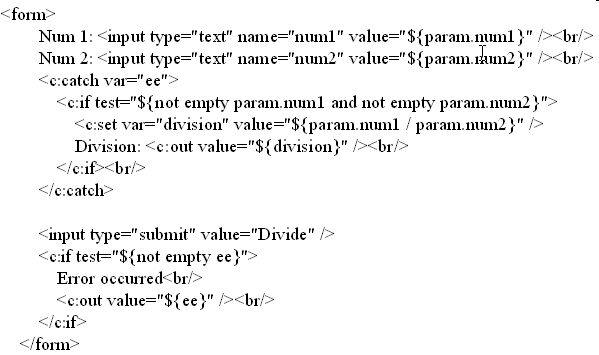 <form>
Num 1: <input type="text" name="num1" value="${param.num1}" /><br/>
Num 2: <input type="text" name="num2" value="${param.num2}" /><br/>
<c:catch var="ee">
<c:if test="${not empty param.num1 and not empty param.num2}">
<c:set var="division" value="${param.num1 / param.num2}" />
Division: <c:out value="${division}" /><br/>
</c:if><br/>
</c:catch>
<input type="submit" value="Divide" />
<c:if test="${not empty ee}">
Error occurred<br/>
<c:out value="${ee}" /><br/>
</c:if>
</form>